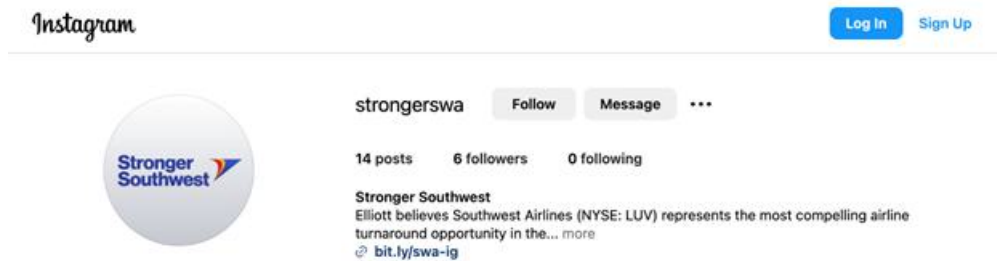 Instagram
Log In
Sign Up
strongerswa
Follow
Message
14 posts
6 followers
0 following
Stronger
Southwest
Stronger Southwest
Elliott believes Southwest Airlines (NYSE: LUV) represents the most compelling airline
turnaround opportunity in the... more
bit.ly/swa-ig